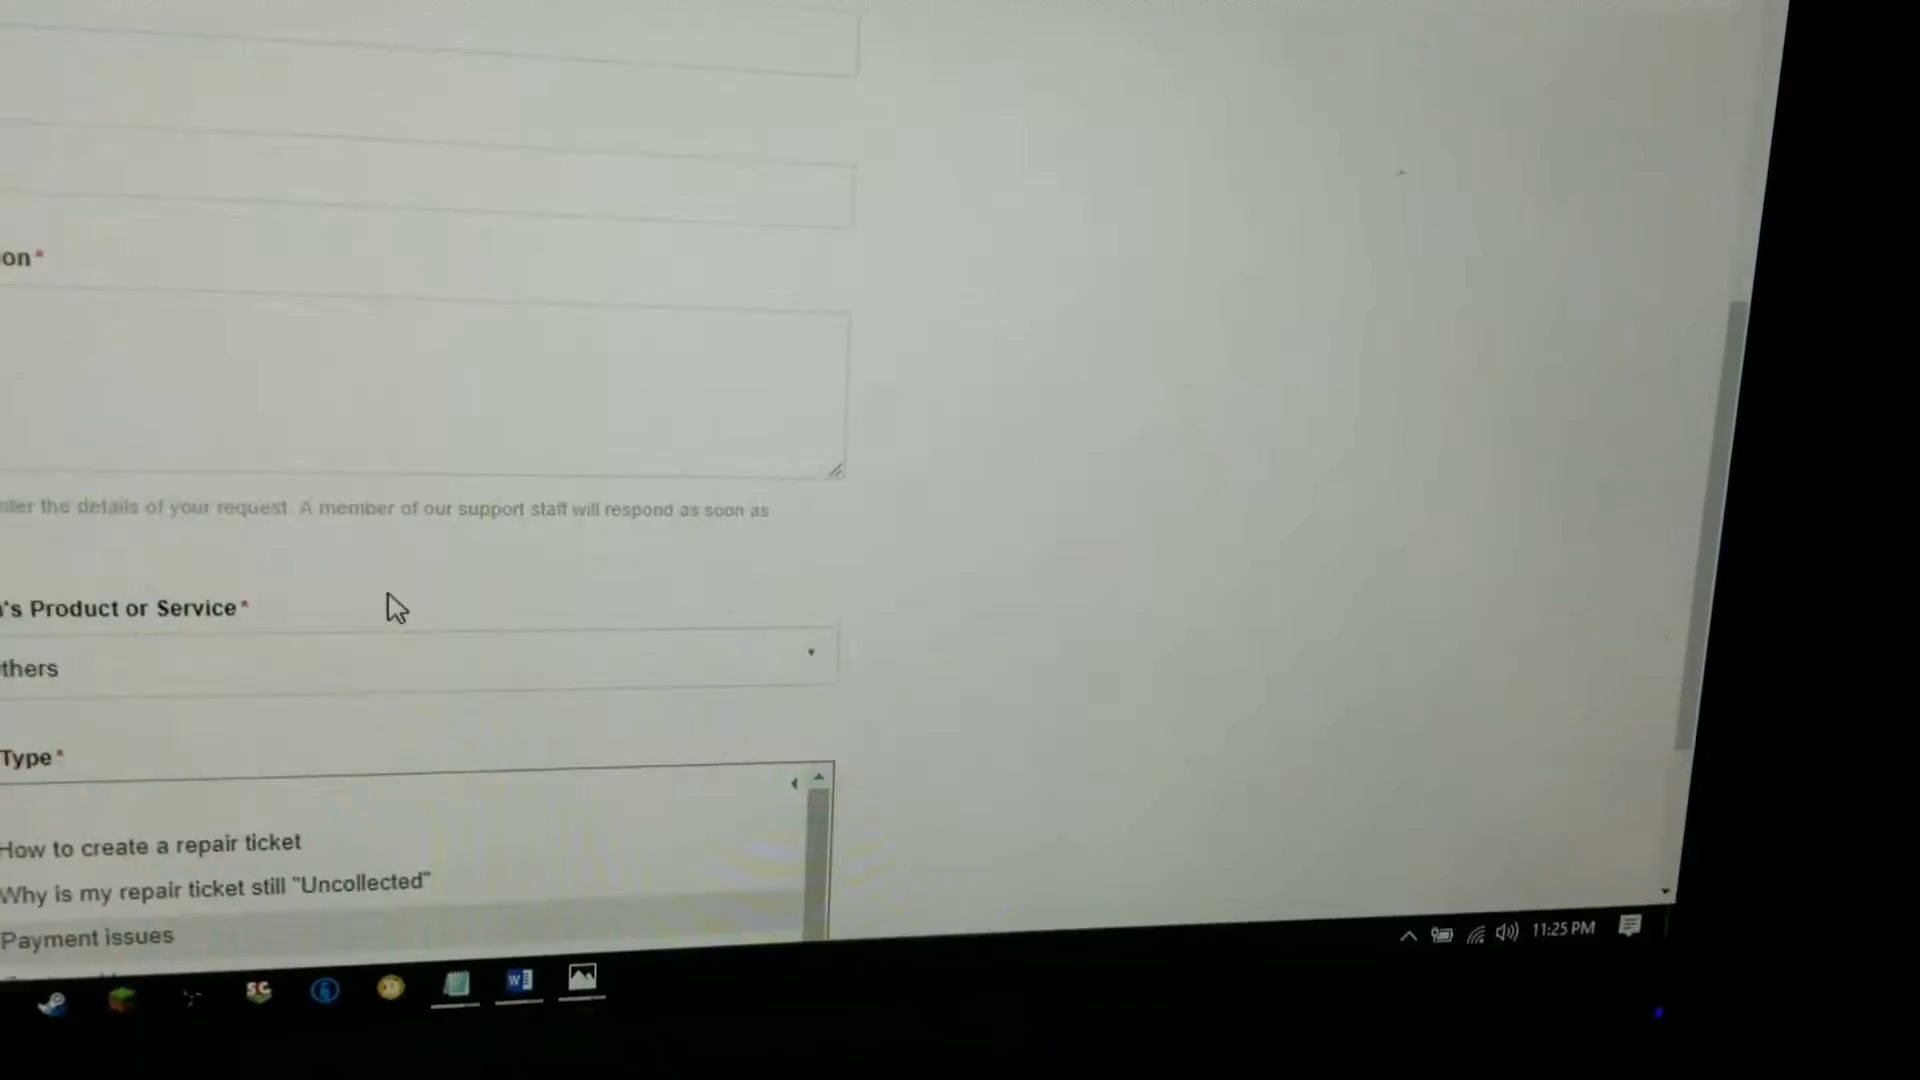 on*
enter the details of your request. A member of our support staff will respond as soon as
's Product or Service*
thers
Type*
How to create a repair ticket
Why is my repair ticket still "Uncollected"
Payment issues
SC
W
11:25 PM